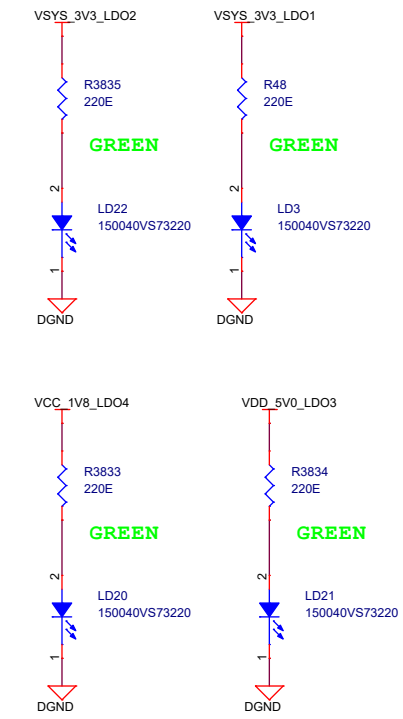 VSYS_3V3_LDO2
VSYS_3V3_LDO1
R3835
220E
R48
220E
GREEN
GREEN
2
2
LD22
150040VS73220
LD3
150040VS73220
1
1
DGND
DGND
VCC_1V8_LDO4
VDD_5V0_LDO3
R3833
220E
R3834
220E
GREEN
GREEN
2
2
LD20
150040VS73220
LD21
150040VS73220
1
1
DGND
DGND